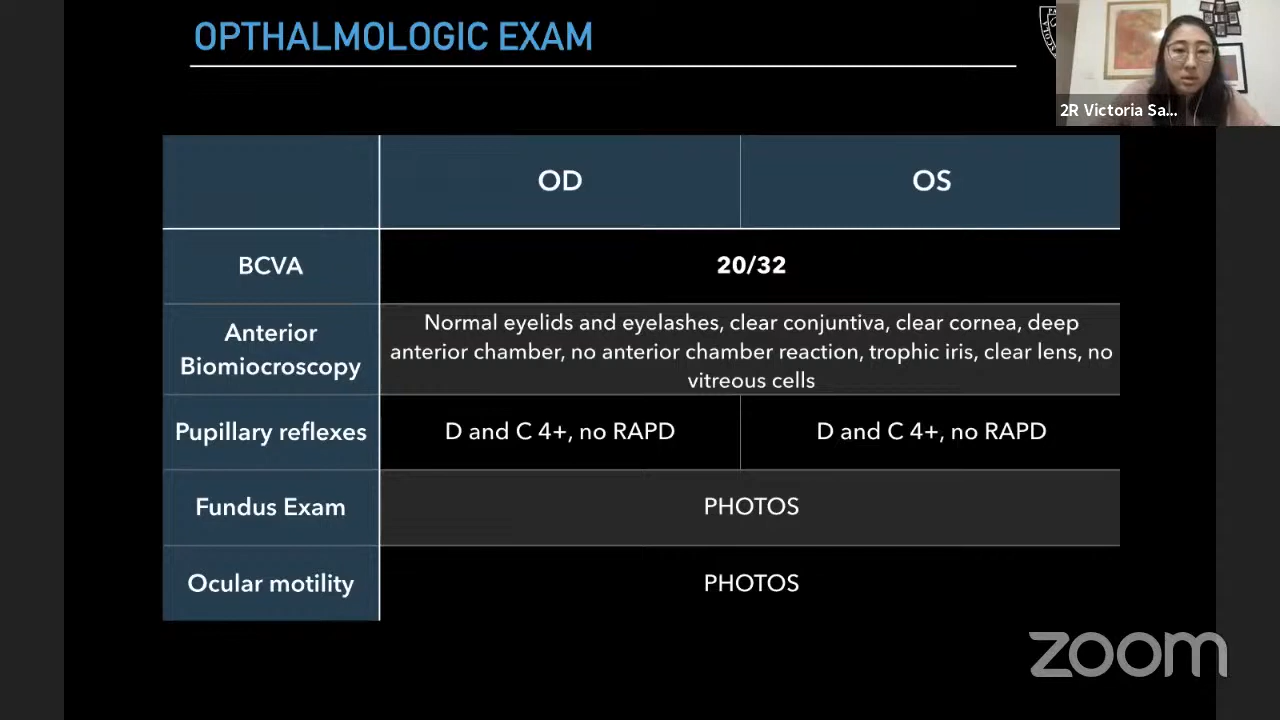 OPTHALMOLOGIC EXAM
2R Victoria Sa...
OD OS
BCVA 20/32
Anterior
Biomiocroscopy
Normal eyelids and eyelashes, clear conjuntiva, clear cornea, deep
anterior chamber, no anterior chamber reaction, trophic iris, clear lens, no
vitreous cells
Pupillary reflexes D and C 4+, no RAPD D and C 4+, no RAPD
Fundus Exam PHOTOS
Ocular motility PHOTOS
zoom